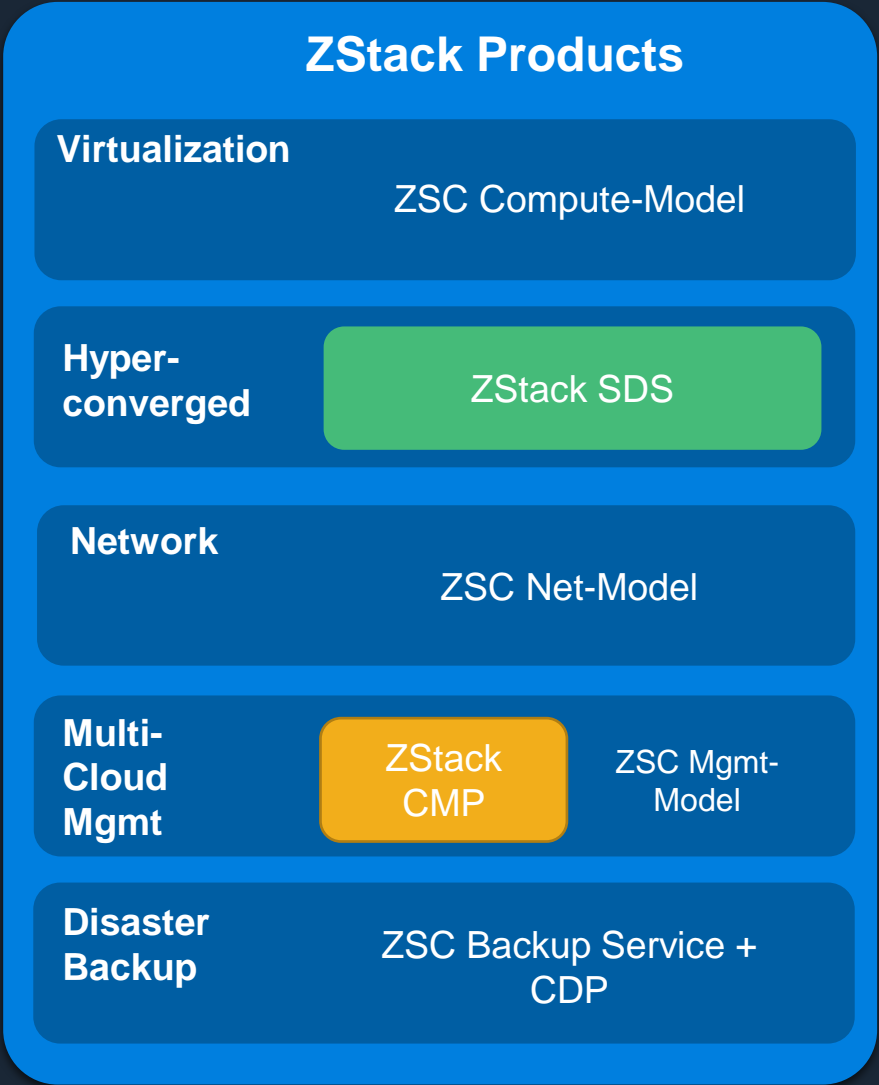 ZStack Products
Virtualization
ZSC Compute-Model
Hyper-
converged
ZStack SDS
Network
ZSC Net-Model
Multi-
Cloud
Mgmt
ZStack
CMP
ZSC Mgmt-
Model
Disaster
Backup
ZSC Backup Service +
CDP